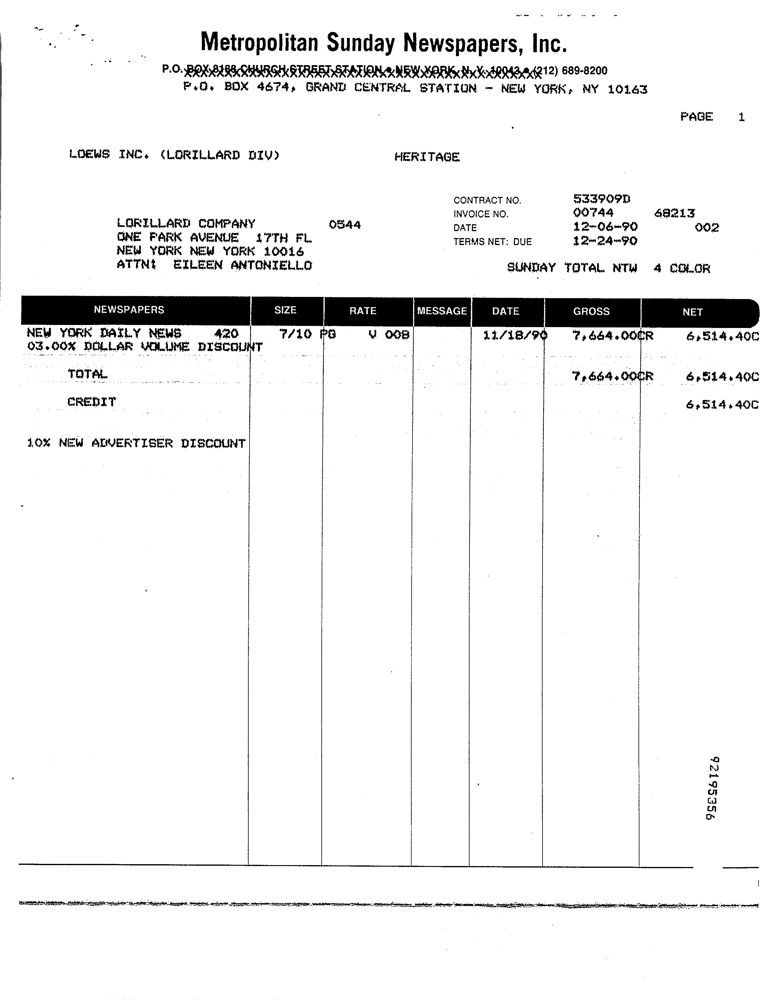 Metropolitan Sunday Newspapers, Inc.
P.O. BOX 8188, CHURCH STREET STATION • NEW YORK, N.Y. 10043 • (212) 689-8200
P.O. BOX 4674, GRAND CENTRAL STATION - NEW YORK, NY 10163
PAGE 1
LOEWS INC. (LORILLARD DIV) HERITAGE
CONTRACT NO. 533909D
INVOICE NO. 00744 68213
LORILLARD COMPANY 0544
DATE 12-06-90 002
ONE PARK AVENUE 17TH FL
TERMS NET: DUE 12-24-90
NEW YORK NEW YORK 10016
ATTN: EILEEN ANTONIELLO
SUNDAY TOTAL NTW 4 COLOR
NEWSPAPERS SIZE RATE MESSAGE DATE GROSS NET
NEW YORK DAILY NEWS 420 7/10 PG V 008 11/18/90 7,664.00CR 6,514.40C
03.00% DOLLAR VOLUME DISCOUNT
TOTAL 7,664.00CR 6,514.40C
CREDIT 6,514.40C
10% NEW ADVERTISER DISCOUNT
92195356